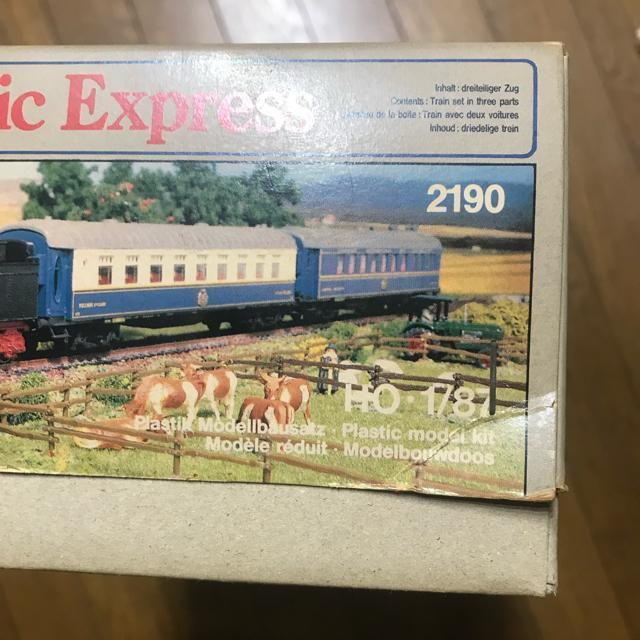 ic Express
Inhalt: dreiteiliger Zug
Contents: Train set in three parts
de la boîte: Train avec deux voitures
Inhoud: driedelige trein
2190
HO·1/87
Plastik Modellbausatz · Plastic model kit
Modèle réduit · Modelbouwdoos